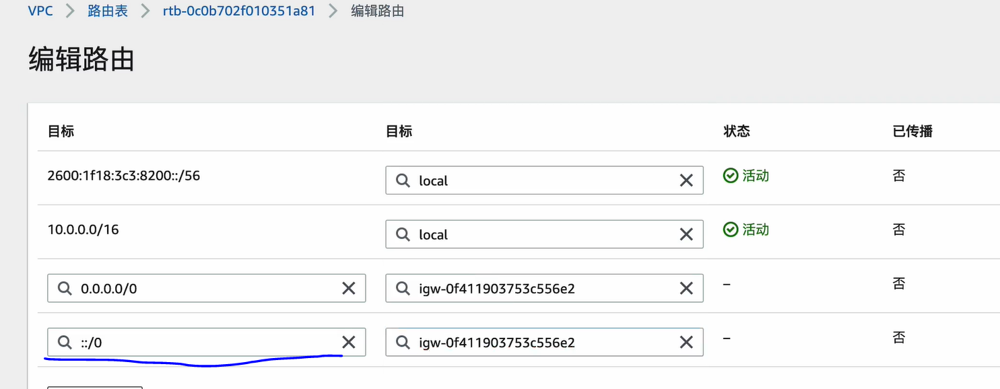 VPC > 路由表 > rtb-0c0b702f010351a81 > 编辑路由
编辑路由
目标 目标 状态 已传播
2600:1f18:3c3:8200::/56 local 活动 否
10.0.0.0/16 local 活动 否
0.0.0.0/0 igw-0f411903753c556e2 – 否
::/0 igw-0f411903753c556e2 – 否